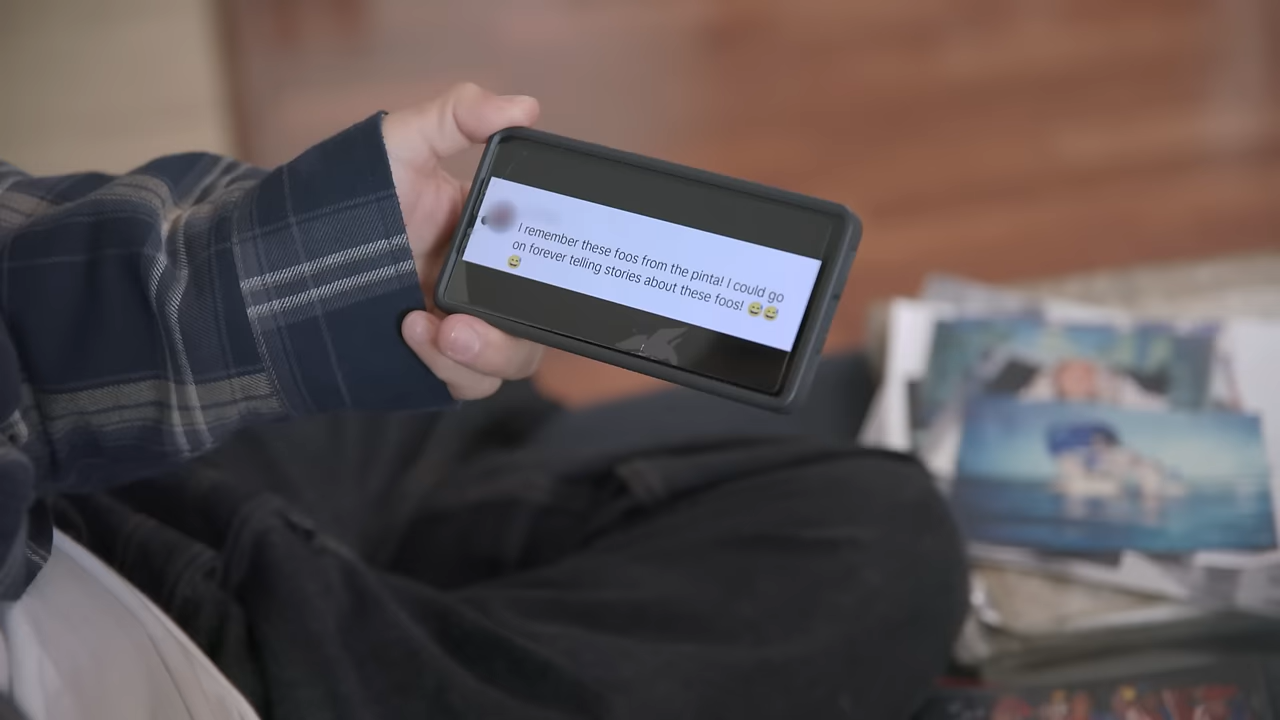 I remember these foos from the pinta! I could go
on forever telling stories about these foos! 😅😅
😅